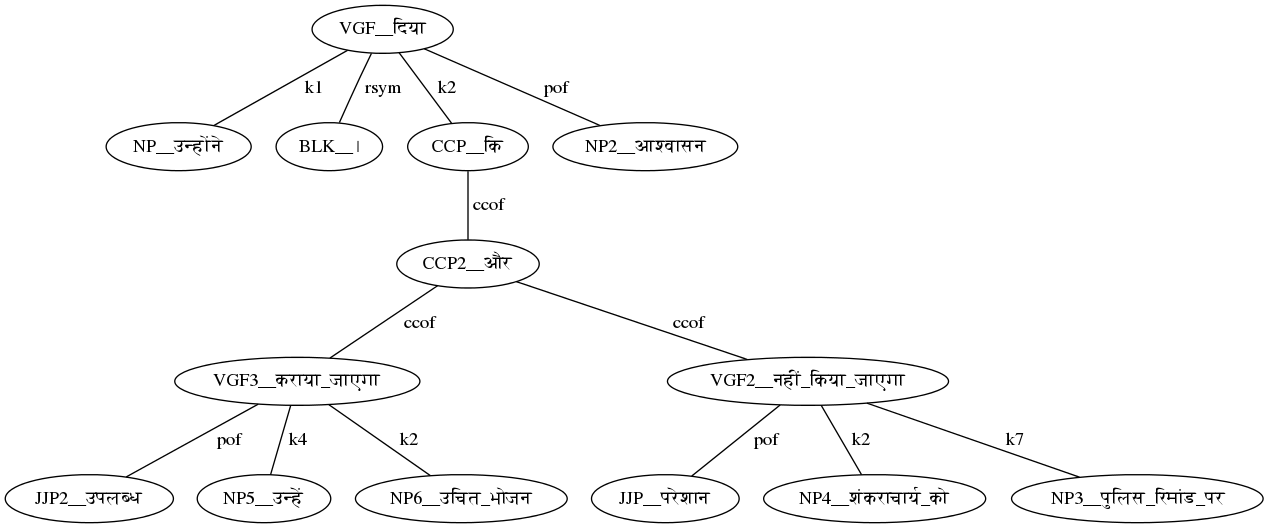 VGF__दिया
k1 rsym k2 pof
NP__उन्होंने BLK__। CCP__कि NP2__आश्वासन
ccof
CCP2__और
ccof ccof
VGF3__कराया_जाएगा VGF2__नहीं_किया_जाएगा
pof k4 k2 pof k2 k7
JJP2__उपलब्ध NP5__उन्हें NP6__उचित_भोजन JJP__परेशान NP4__शंकराचार्य_को NP3__पुलिस_रिमांड_पर